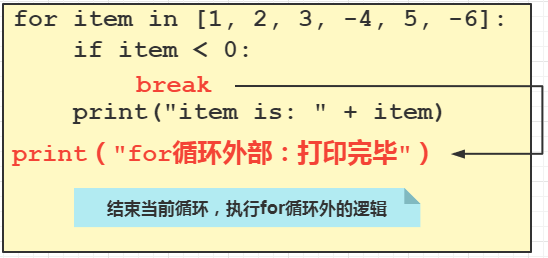 for item in [1, 2, 3, -4, 5, -6]:
    if item < 0:
        break
    print("item is: " + item)
print（"for循环外部：打印完毕"）
结束当前循环，执行for循环外的逻辑